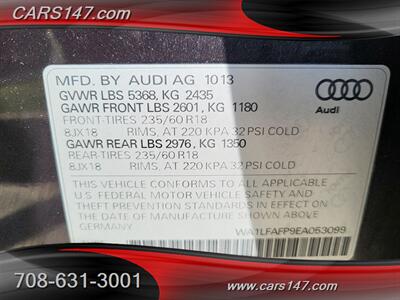 CARS147.com
CARS147.com
MFD. BY AUDI AG 1013
GVWR LBS 5368, KG 2435
GAWR FRONT LBS 2601, KG 1180
FRONT-TIRES 235/60 R18
8JX18 RIMS, AT 220 KPA 32 PSI COLD
GAWR REAR LBS 2976, KG 1350
REAR-TIRES 235/60 R18
8JX18 RIMS, AT 220 KPA 32 PSI COLD
THIS VEHICLE CONFORMS TO ALL APPLICABLE
U.S. FEDERAL MOTOR VEHICLE SAFETY
STANDARDS IN EFFECT ON THE
DATE OF MANUFACTURE SHOWN ABOVE
GERMANY
Audi
WA1LFAFP9EA053099
708-631-3001
708-631-3001